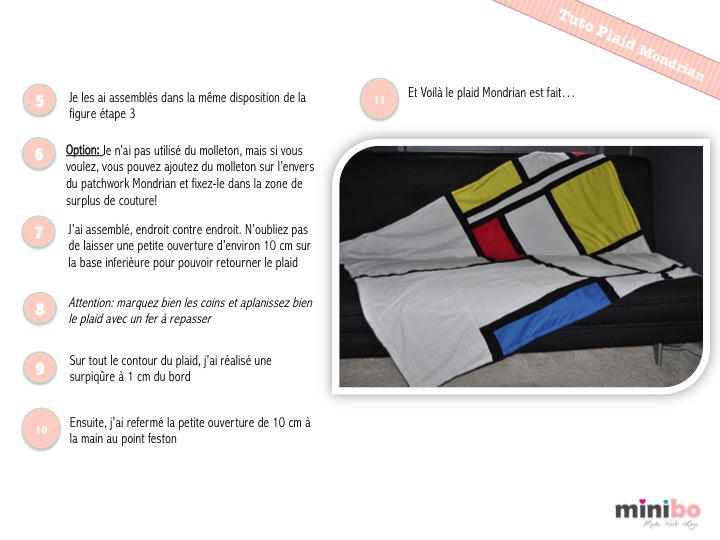 Tuto Plaid Mondrian
5
Je les ai assemblés dans la même disposition de la
figure étape 3
6
Option: Je n'ai pas utilisé du molleton, mais si vous
voulez, vous pouvez ajoutez du molleton sur l'envers
du patchwork Mondrian et fixez-le dans la zone de
surplus de couture!
7
J'ai assemblé, endroit contre endroit. N'oubliez pas
de laisser une petite ouverture d'environ 10 cm sur
la base inferièure pour pouvoir retourner le plaid
8
Attention: marquez bien les coins et aplanissez bien
le plaid avec un fer à repasser
9
Sur tout le contour du plaid, j'ai réalisé une
surpiqûre à 1 cm du bord
10
Ensuite, j'ai refermé la petite ouverture de 10 cm à
la main au point feston
11
Et Voilà le plaid Mondrian est fait…
minibo
Made With Love